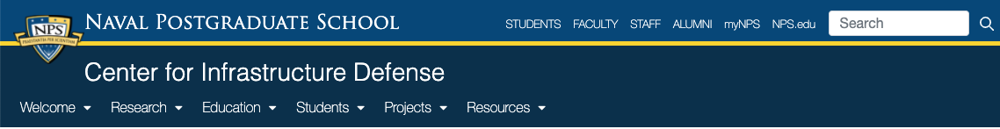 NAVAL POSTGRADUATE SCHOOL
STUDENTS FACULTY STAFF ALUMNI myNPS NPS.edu Search
NPS
PRAESTANTIA PER SCIENTIAM
Center for Infrastructure Defense
Welcome Research Education Students Projects Resources